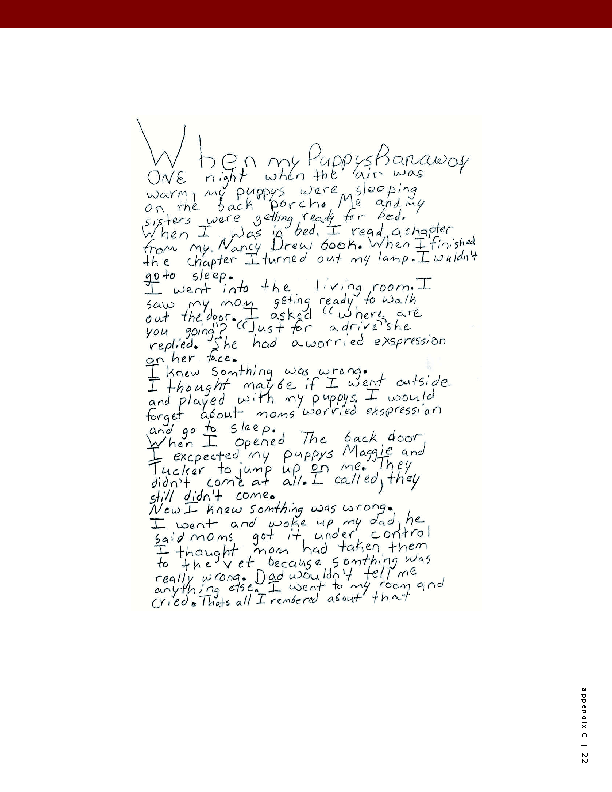 When my Puppys Ranaway
ONE night when the air was
warm, my puppys were sleeping
on the back porch. Me and my
sisters were getting ready for bed.
When I was in bed, I read a chapter
from my Nancy Drew book. When I finished
the chapter I turned out my lamp. I
go to sleep.
I went into the living room. I
saw my mom geting ready to walk
out the door. I asked "Where are
you going? "Just for a drive" she
replied. She had a worried exspression
on her face.
I knew somthing was wrong.
I thought maybe if I went outside
and played with my puppys, I would
forget about moms worried exspression
and go to sleep.
When I opened The back door,
I excpected my puppys Maggie and
Tucker to jump up on me. They
didn't come at all. I called, they
still didn't come.
Now I knew somthing was wrong.
I went and woke up my dad, he
said moms got it under control
I thought mom had taken them
to the vet because somthing was
really wrong. Dad wouldn't tell me
anything else. I went to my room and
cried. Thats all I rembered about that
appendix C | 22